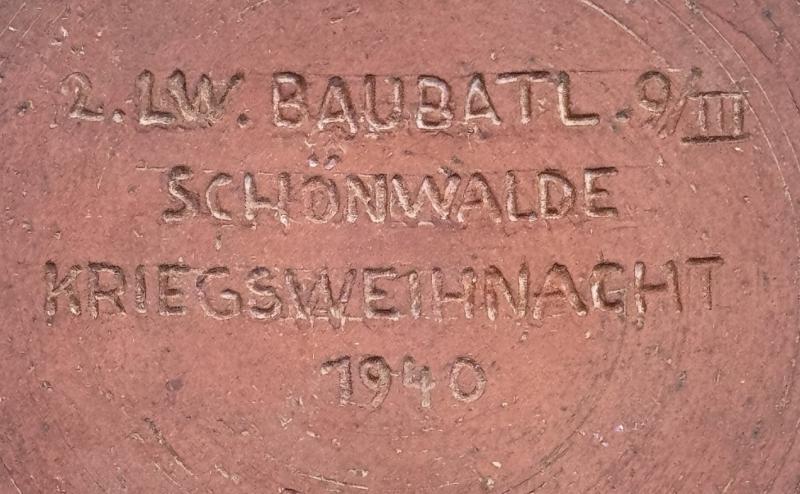 2. LW. BAUBATL. 9/III
SCHÖNWALDE
KRIEGSWEIHNACHT
1940